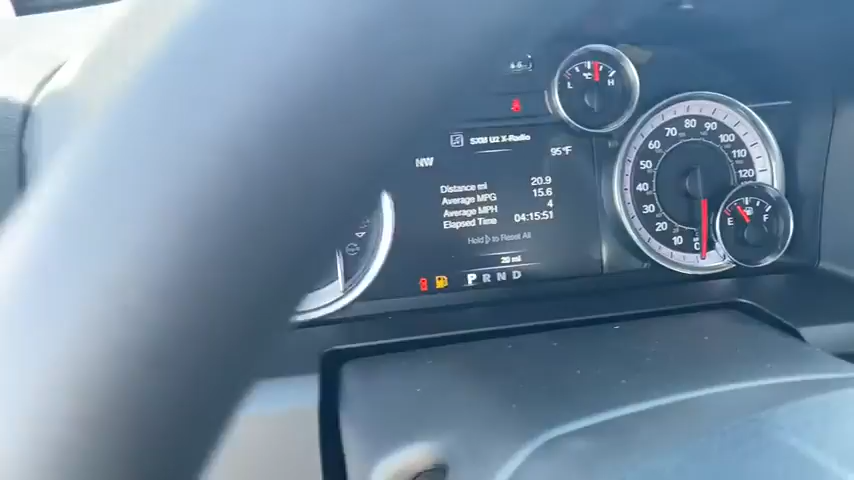 L °C H
SXM U2 X-Radio
NW 95°F
Distance mi 20.9
Average MPG 15.6
Average MPH 4
Elapsed Time 04:15:51
Hold ▷ to Reset All
20 mi
P R N D
0 10 20 30 40 50 60 70 80 90 100 110 120
E F